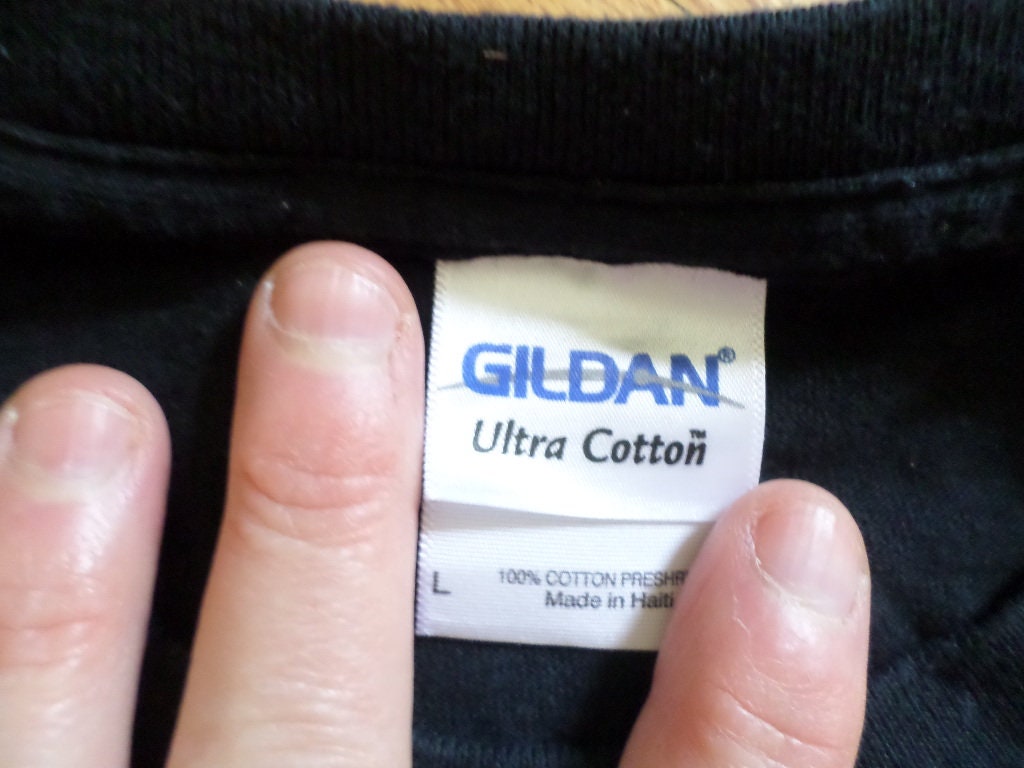 GILDAN®
Ultra Cotton™
L 100% COTTON
Made in Haiti